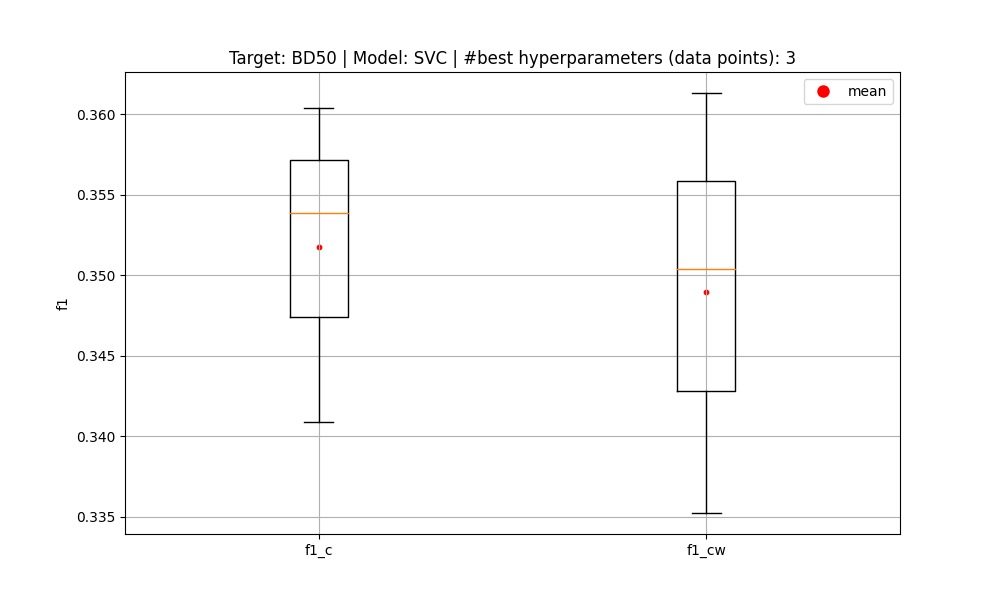 Target: BD50 | Model: SVC | #best hyperparameters (data points): 3
mean
0.360
0.355
0.350
0.345
0.340
0.335
f1
f1_c
f1_cw